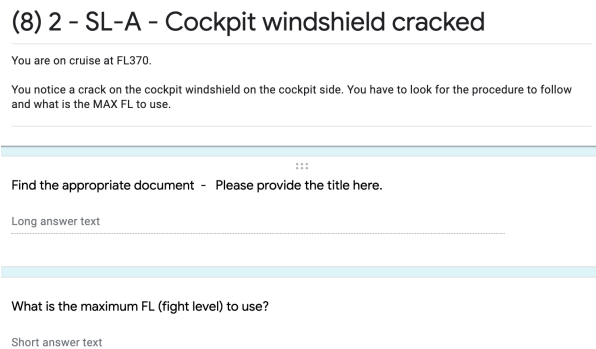 (8) 2 - SL-A - Cockpit windshield cracked
You are on cruise at FL370.
You notice a crack on the cockpit windshield on the cockpit side. You have to look for the procedure to follow
and what is the MAX FL to use.
Find the appropriate document - Please provide the title here.
Long answer text
What is the maximum FL (fight level) to use?
Short answer text